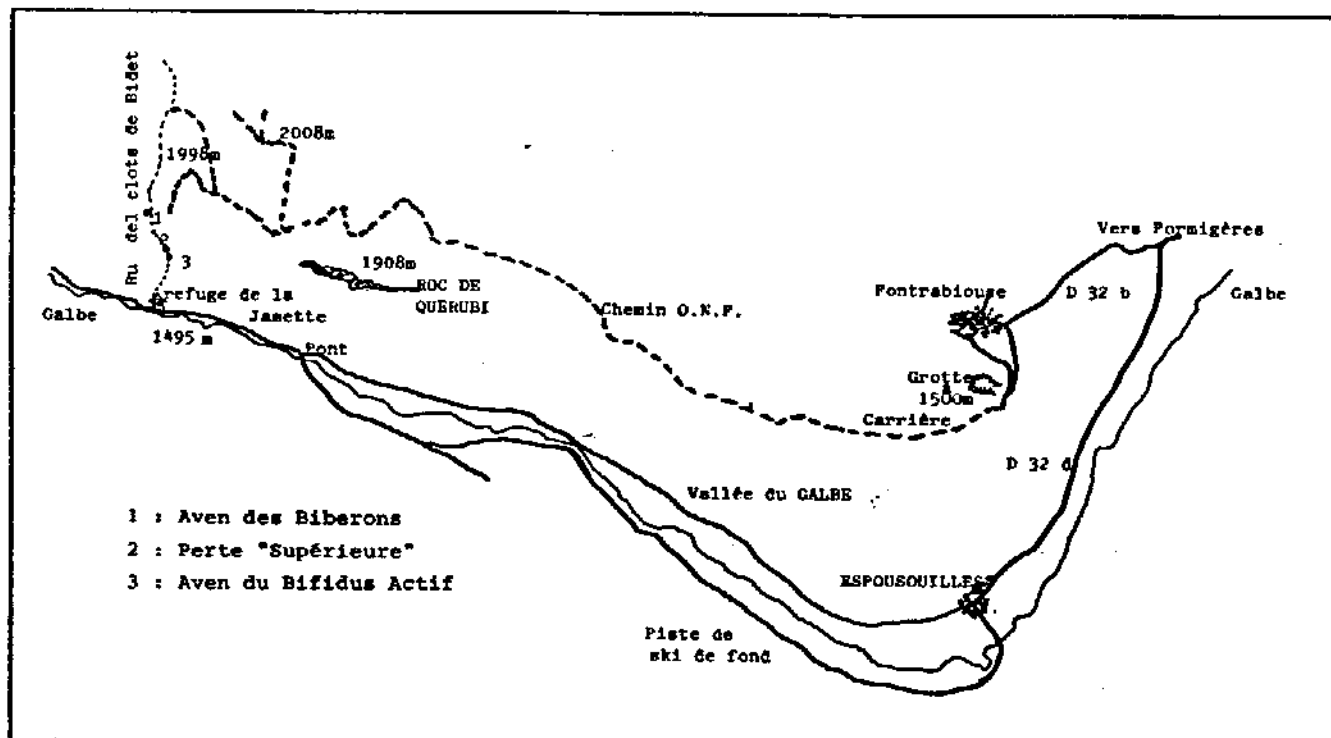 Ru del clots de Bidet
2008m
1998m
1
2
3
1908m
ROC DE
QUERUBI
refuge de la
Jasette
Galbe
1495 m
Pont
Chemin O.N.F.
Vers Formigères
Fontrabiouse
D 32 b
Galbe
Grotte
1500m
Carrière
D 32 d
Vallée du GALBE
1 : Aven des Biberons
2 : Perte "Supérieure"
3 : Aven du Bifidus Actif
ESPOUSOUILLES
Piste de
ski de fond